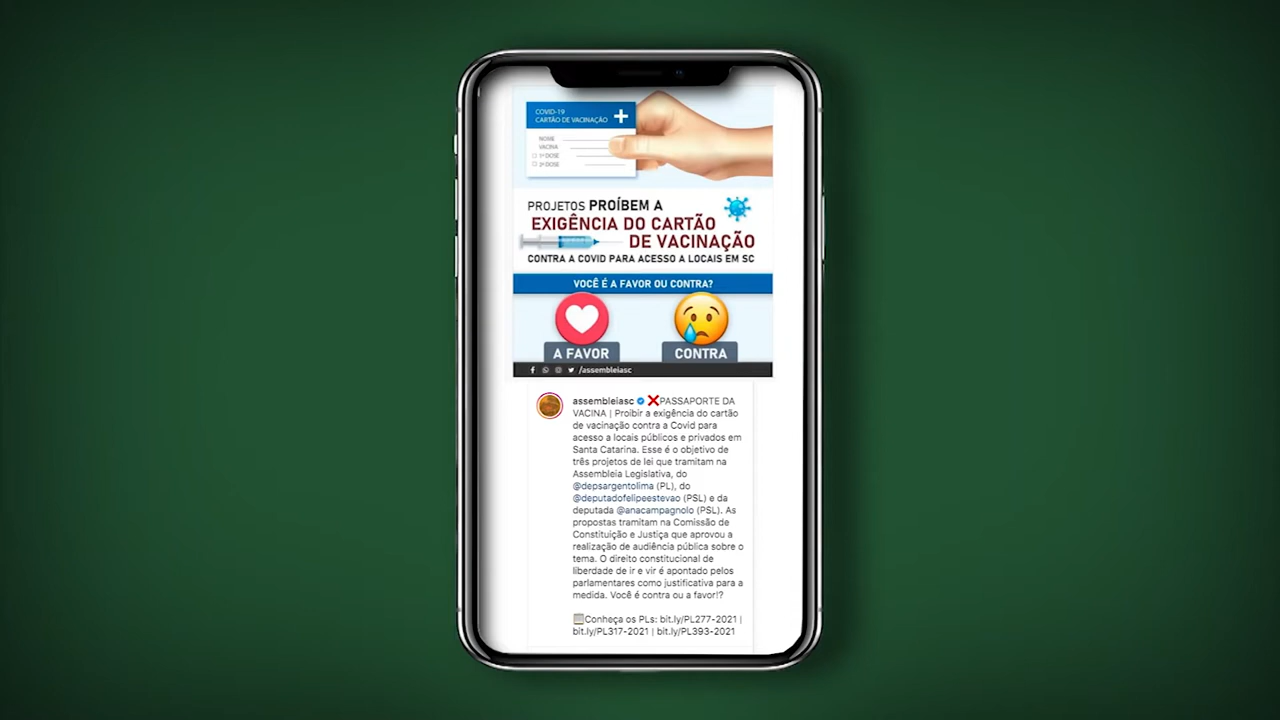 COVID-19
CARTÃO DE VACINAÇÃO
NOME
VACINA
1ª DOSE
2ª DOSE
PROJETOS PROÍBEM A
EXIGÊNCIA DO CARTÃO
DE VACINAÇÃO
CONTRA A COVID PARA ACESSO A LOCAIS EM SC
VOCÊ É A FAVOR OU CONTRA?
A FAVOR
CONTRA
/assembleiasc
assembleiasc ❌PASSAPORTE DA
VACINA | Proibir a exigência do cartão
de vacinação contra a Covid para
acesso a locais públicos e privados em
Santa Catarina. Esse é o objetivo de
três projetos de lei que tramitam na
Assembleia Legislativa, do
@depsargentolima (PL), do
@deputadofelipeestevao (PSL) e da
deputada @anacampagnolo (PSL). As
propostas tramitam na Comissão de
Constituição e Justiça que aprovou a
realização de audiência pública sobre o
tema. O direito constitucional de
liberdade de ir e vir é apontado pelos
parlamentares como justificativa para a
medida. Você é contra ou a favor!?
Conheça os PLs: bit.ly/PL277-2021 |
bit.ly/PL317-2021 | bit.ly/PL393-2021